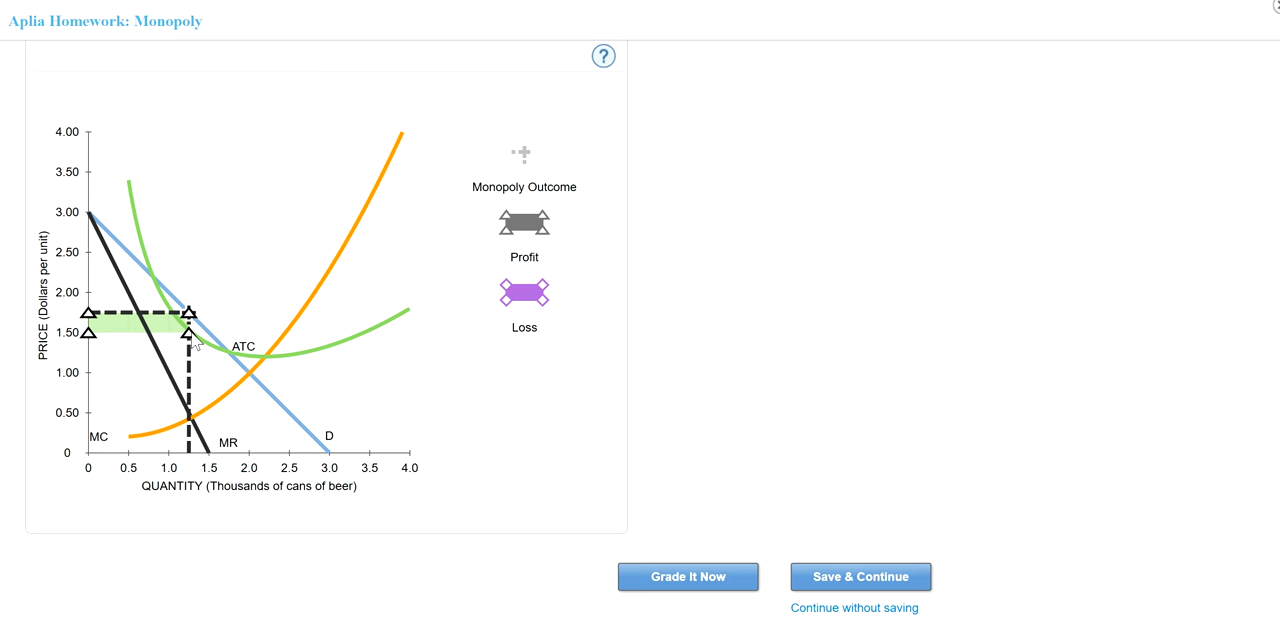 Aplia Homework: Monopoly
?
4.00
3.50
3.00
2.50
2.00
1.50
1.00
0.50
0
PRICE (Dollars per unit)
ATC
MC
MR
D
0 0.5 1.0 1.5 2.0 2.5 3.0 3.5 4.0
QUANTITY (Thousands of cans of beer)
Monopoly Outcome
Profit
Loss
Grade It Now
Save & Continue
Continue without saving